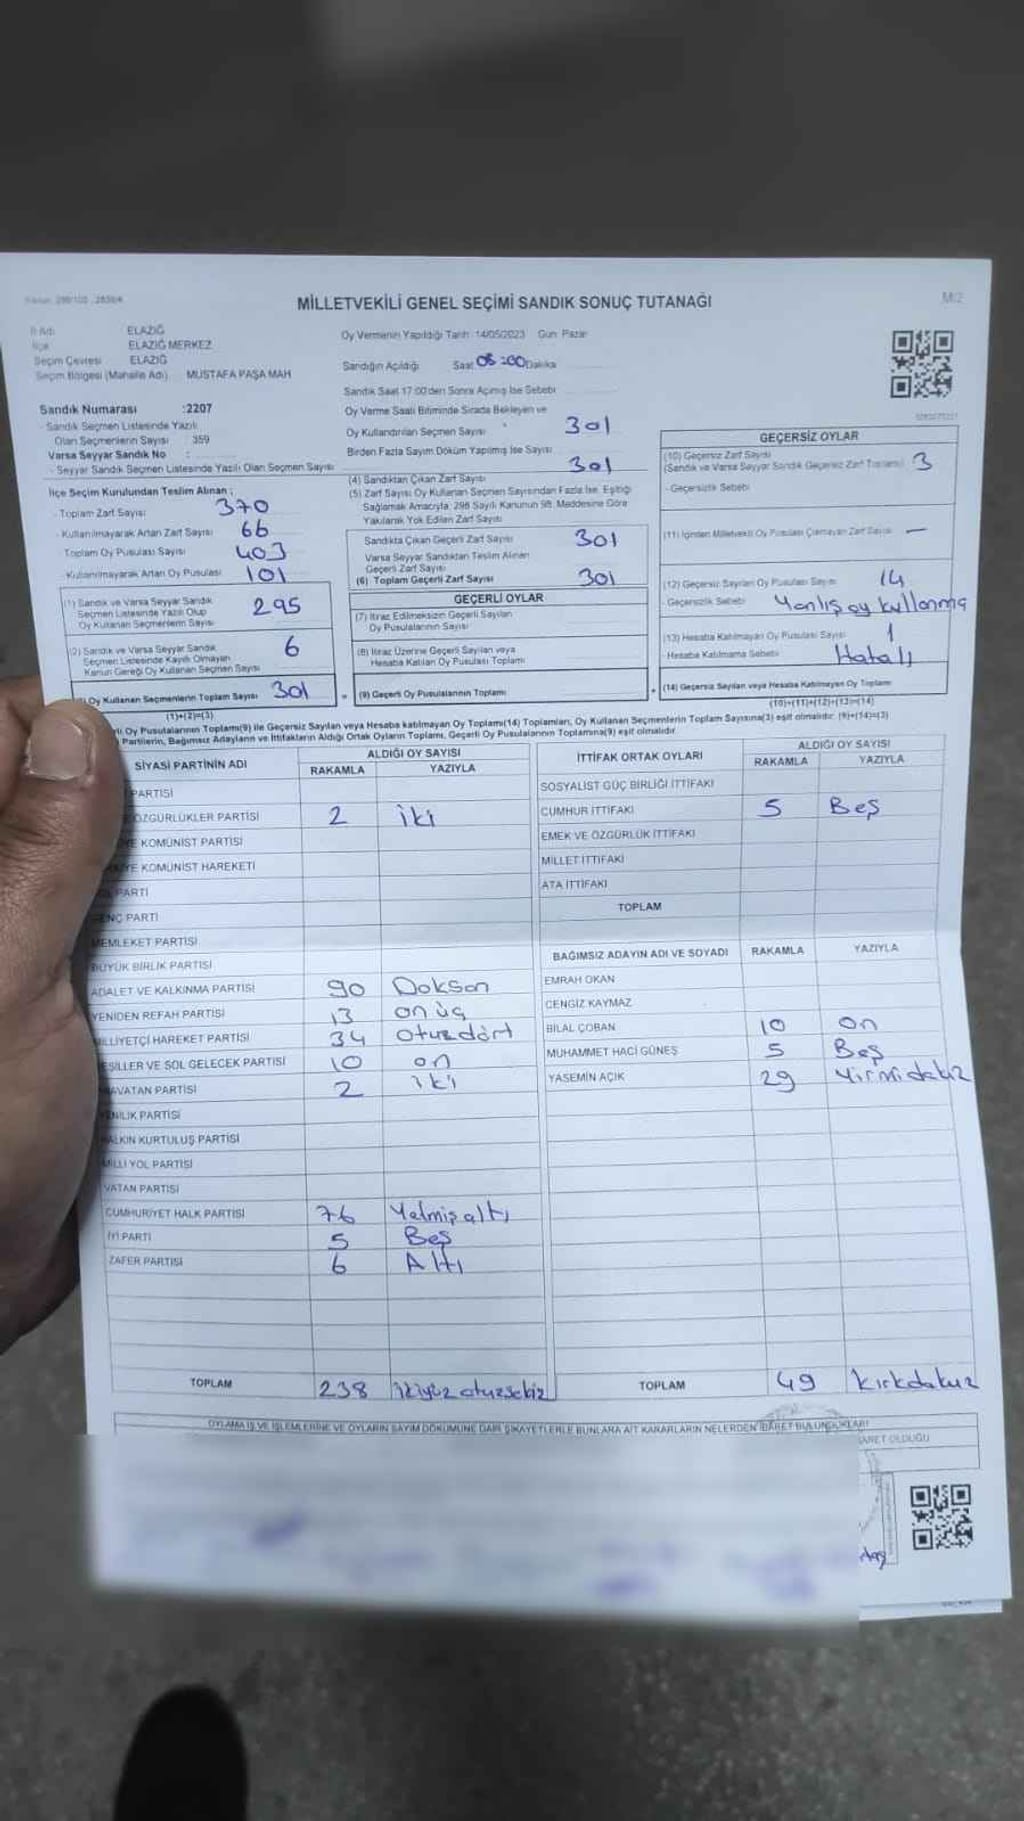 MİLLETVEKİLİ GENEL SEÇİMİ SANDIK SONUÇ TUTANAĞI
M/2
İl Adı ELAZIĞ
İlçe ELAZIĞ MERKEZ
Seçim Çevresi ELAZIĞ
Seçim Bölgesi (Mahalle Adı) MUSTAFA PAŞA MAH
Sandık Numarası :2207
- Sandık Seçmen Listesinde Yazılı
Olan Seçmenlerin Sayısı : 359
Varsa Seyyar Sandık No :
- Seyyar Sandık Seçmen Listesinde Yazılı Olan Seçmen Sayısı
İlçe Seçim Kurulundan Teslim Alınan ;
- Toplam Zarf Sayısı 370
- Kullanılmayarak Artan Zarf Sayısı 66
Toplam Oy Pusulası Sayısı 403
- Kullanılmayarak Artan Oy Pusulası 101
(1) Sandık ve Varsa Seyyar Sandık
Seçmen Listesinde Yazılı Olup
Oy Kullanan Seçmenlerin Sayısı 295
(2) Sandık ve Varsa Seyyar Sandık
Seçmen Listesinde Kayıtlı Olmayan
Kanun Gereği Oy Kullanan Seçmen Sayısı 6
Oy Kullanan Seçmenlerin Toplam Sayısı 301
(1)+(2)=(3)
Oy Vermenin Yapıldığı Tarih: 14/05/2023 Gün: Pazar
Sandığın Açıldığı Saat 08:00 Dakika
Sandık Saat 17:00'den Sonra Açılmış İse Sebebi
Oy Verme Saati Bitiminde Sırada Bekleyen ve
Oy Kullandırılan Seçmen Sayısı 301
Birden Fazla Sayım Döküm Yapılmış İse Sayısı
(4) Sandıktan Çıkan Zarf Sayısı 301
(5) Zarf Sayısı Oy Kullanan Seçmen Sayısından Fazla İse, Eşitliği
Sağlamak Amacıyla, 298 Sayılı Kanunun 98. Maddesine Göre
Yakılarak Yok Edilen Zarf Sayısı
Sandıkta Çıkan Geçerli Zarf Sayısı 301
Varsa Seyyar Sandıktan Teslim Alınan
Geçerli Zarf Sayısı
(6) Toplam Geçerli Zarf Sayısı 301
GEÇERLİ OYLAR
(7) İtiraz Edilmeksizin Geçerli Sayılan
Oy Pusulalarının Sayısı
(8) İtiraz Üzerine Geçerli Sayılan veya
Hesaba Katılan Oy Pusulası Toplamı
= (9) Geçerli Oy Pusulalarının Toplamı
GEÇERSİZ OYLAR
(10) Geçersiz Zarf Sayısı
(Sandık ve Varsa Seyyar Sandık Geçersiz Zarf Toplamı) 3
- Geçersizlik Sebebi
(11) İçinden Milletvekili Oy Pusulası Çıkmayan Zarf Sayısı —
(12) Geçersiz Sayılan Oy Pusulası Sayısı 14
- Geçersizlik Sebebi Yanlış oy kullanma
(13) Hesaba Katılmayan Oy Pusulası Sayısı 1
- Hesaba Katılmama Sebebi Hatalı
+ (14) Geçersiz Sayılan veya Hesaba Katılmayan Oy Toplamı
(10)+(11)+(12)+(13)=(14)
Oy Pusulalarının Toplamı(9) ile Geçersiz Sayılan veya Hesaba katılmayan Oy Toplamı(14) Toplamları, Oy Kullanan Seçmenlerin Toplam Sayısına(3) eşit olmalıdır. (9)+(14)=(3)
Partilerin, Bağımsız Adayların ve İttifakların Aldığı Ortak Oyların Toplamı, Geçerli Oy Pusulalarının Toplamına(9) eşit olmalıdır
SİYASİ PARTİNİN ADI ALDIĞI OY SAYISI
RAKAMLA YAZIYLA
PARTİSİ
ÖZGÜRLÜKLER PARTİSİ 2 iki
KOMÜNİST PARTİSİ
KOMÜNİST HAREKETİ
PARTİ
GENÇ PARTİ
MEMLEKET PARTİSİ
BÜYÜK BİRLİK PARTİSİ
ADALET VE KALKINMA PARTİSİ 90 Doksan
YENİDEN REFAH PARTİSİ 13 on üç
MİLLİYETÇİ HAREKET PARTİSİ 34 otuzdört
YEŞİLLER VE SOL GELECEK PARTİSİ 10 on
ANAVATAN PARTİSİ 2 iki
YENİLİK PARTİSİ
HALKIN KURTULUŞ PARTİSİ
MİLLİ YOL PARTİSİ
VATAN PARTİSİ
CUMHURİYET HALK PARTİSİ 76 Yetmişaltı
İYİ PARTİ 5 Beş
ZAFER PARTİSİ 6 Altı
TOPLAM 238 ikiyüz otuzsekiz
İTTİFAK ORTAK OYLARI ALDIĞI OY SAYISI
RAKAMLA YAZIYLA
SOSYALİST GÜÇ BİRLİĞİ İTTİFAKI
CUMHUR İTTİFAKI 5 Beş
EMEK VE ÖZGÜRLÜK İTTİFAKI
MİLLET İTTİFAKI
ATA İTTİFAKI
TOPLAM
BAĞIMSIZ ADAYIN ADI VE SOYADI RAKAMLA YAZIYLA
EMRAH OKAN
CENGİZ KAYMAZ
BİLAL ÇOBAN 10 on
MUHAMMET HACİ GÜNEŞ 5 Beş
YASEMİN AÇIK 29 Yirmidokuz
TOPLAM 49 kırkdokuz
OYLAMA İŞ VE İŞLEMLERİNE VE OYLARIN SAYIM DÖKÜMÜNE DAİR ŞİKAYETLERLE BUNLARA AİT KARARLARIN NELERDEN İBARET BULUNDUKLARI
İBARET OLDUĞU